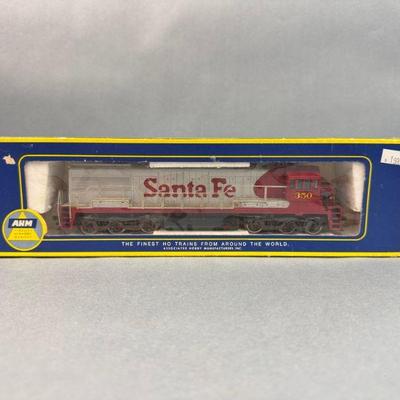 Santa Fe
350
AHM
THE FINEST HO TRAINS FROM AROUND THE WORLD.
ASSOCIATED HOBBY MANUFACTURERS INC.